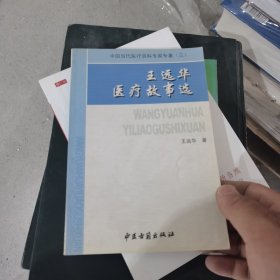 中国当代医疗百科专家专著(二)
王远华
医疗故事选
WANGYUANHUA
YILIAOGUSHIXUAN
王远华 著
中医古籍出版社